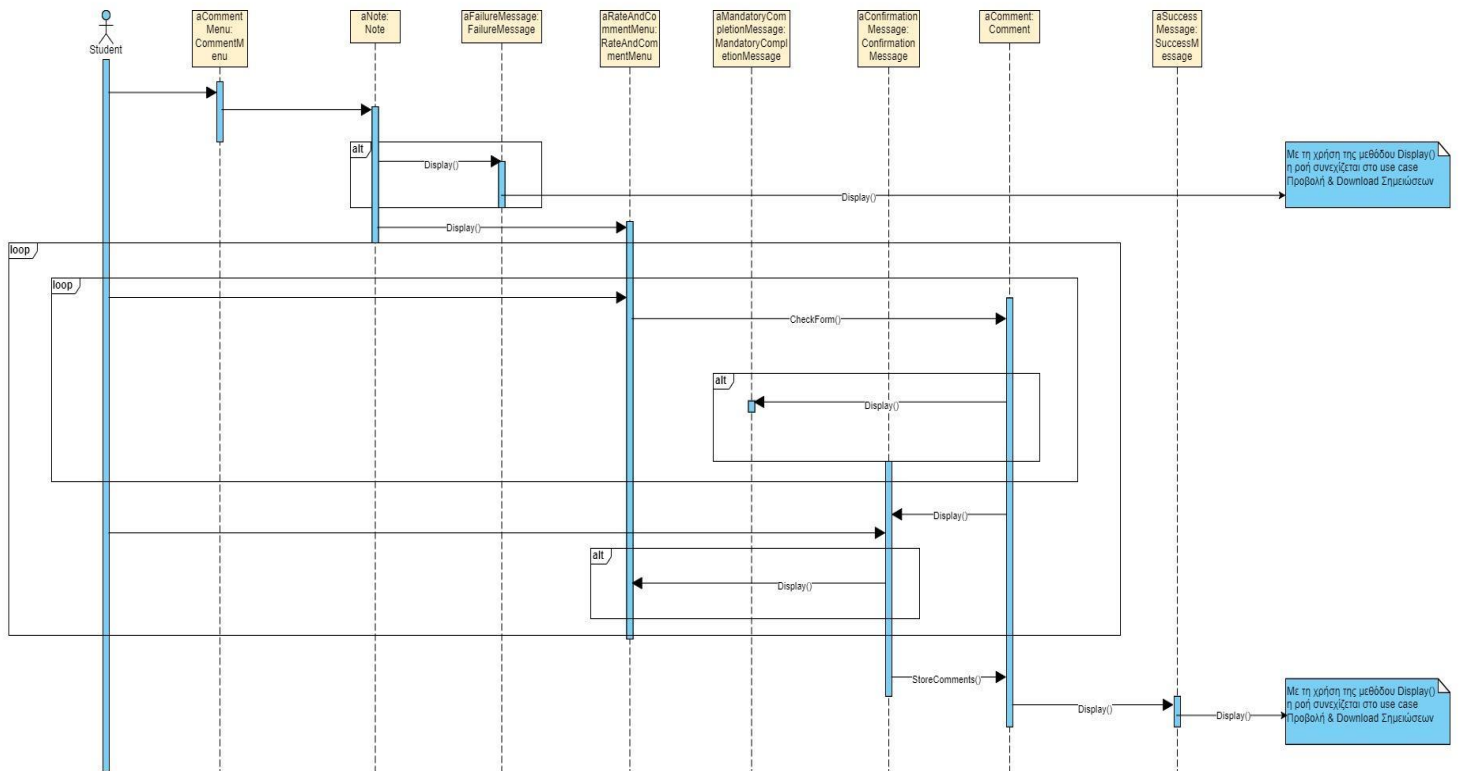 Student
aComment
Menu:
CommentM
enu
aNote:
Note
aFailureMessage:
FailureMessage
aRateAndCo
mmentMenu:
RateAndCom
mentMenu
aMandatoryCom
pletionMessage:
MandatoryCompl
etionMessage
aConfirmation
Message:
Confirmation
Message
aComment:
Comment
aSuccess
Message:
SuccessM
essage
alt
Display()
Display()
Με τη χρήση της μεθόδου Display()
η ροή συνεχίζεται στο use case
Προβολή & Download Σημειώσεων
Display()
loop
loop
CheckForm()
alt
Display()
Display()
alt
Display()
StoreComments()
Display()
Display()
Με τη χρήση της μεθόδου Display()
η ροή συνεχίζεται στο use case
Προβολή & Download Σημειώσεων